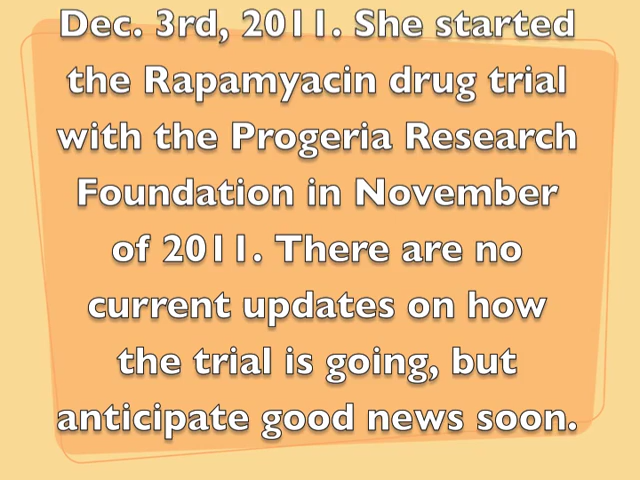 Dec. 3rd, 2011. She started
the Rapamyacin drug trial
with the Progeria Research
Foundation in November
of 2011. There are no
current updates on how
the trial is going, but
anticipate good news soon.